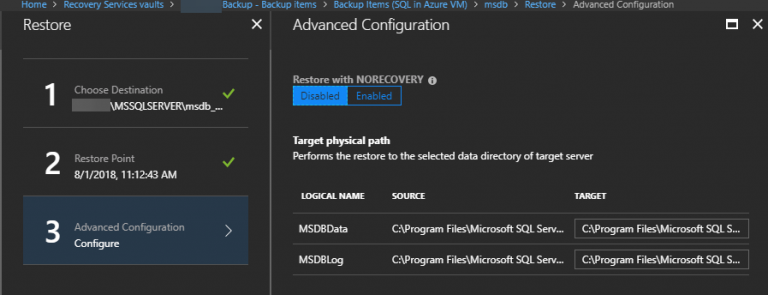 Home > Recovery Services vaults > Backup - Backup items > Backup Items (SQL in Azure VM) > msdb > Restore > Advanced Configuration
Restore
Advanced Configuration
1
Choose Destination
\MSSQLSERVER\msdb_...
2
Restore Point
8/1/2018, 11:12:43 AM
3
Advanced Configuration
Configure
Restore with NORECOVERY
Disabled Enabled
Target physical path
Performs the restore to the selected data directory of target server
LOGICAL NAME SOURCE TARGET
MSDBData C:\Program Files\Microsoft SQL Serv... C:\Program Files\Microsoft SQL S...
MSDBLog C:\Program Files\Microsoft SQL Serv... C:\Program Files\Microsoft SQL S...